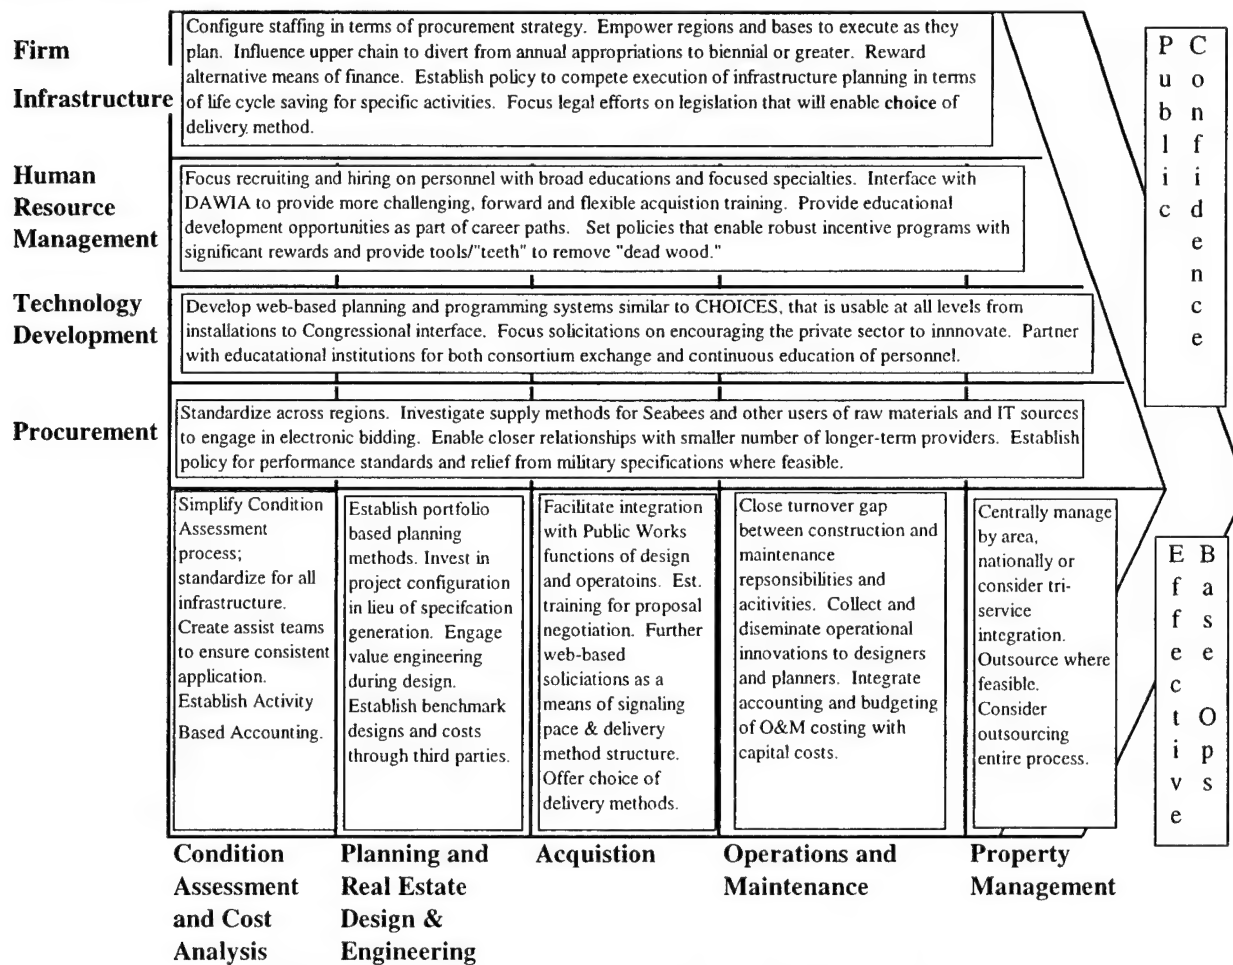 Firm
Infrastructure
Configure staffing in terms of procurement strategy. Empower regions and bases to execute as they
plan. Influence upper chain to divert from annual appropriations to biennial or greater. Reward
alternative means of finance. Establish policy to compete execution of infrastructure planning in terms
of life cycle saving for specific activities. Focus legal efforts on legislation that will enable choice of
delivery method.
Human
Resource
Management
Focus recruiting and hiring on personnel with broad educations and focused specialties. Interface with
DAWIA to provide more challenging, forward and flexible acquistion training. Provide educational
development opportunities as part of career paths. Set policies that enable robust incentive programs with
significant rewards and provide tools/"teeth" to remove "dead wood."
Technology
Development
Develop web-based planning and programming systems similar to CHOICES, that is usable at all levels from
installations to Congressional interface. Focus solicitations on encouraging the private sector to innnovate. Partner
with educatational institutions for both consortium exchange and continuous education of personnel.
Procurement
Standardize across regions. Investigate supply methods for Seabees and other users of raw materials and IT sources
to engage in electronic bidding. Enable closer relationships with smaller number of longer-term providers. Establish
policy for performance standards and relief from military specifications where feasible.
Simplify Condition
Assessment
process;
standardize for all
infrastructure.
Create assist teams
to ensure consistent
application.
Establish Activity
Based Accounting.
Establish portfolio
based planning
methods. Invest in
project configuration
in lieu of specifcation
generation. Engage
value engineering
during design.
Establish benchmark
designs and costs
through third parties.
Facilitate integration
with Public Works
functions of design
and operatoins. Est.
training for proposal
negotiation. Further
web-based
soliciations as a
means of signaling
pace & delivery
method structure.
Offer choice of
delivery methods.
Close turnover gap
between construction and
maintenance
repsonsibilities and
acitivities. Collect and
diseminate operational
innovations to designers
and planners. Integrate
accounting and budgeting
of O&M costing with
capital costs.
Centrally manage
by area,
nationally or
consider tri-
service
integration.
Outsource where
feasible.
Consider
outsourcing
entire process.
Public
Confidence
Effective
Base Ops
Condition
Assessment
and Cost
Analysis
Planning and
Real Estate
Design &
Engineering
Acquistion
Operations and
Maintenance
Property
Management